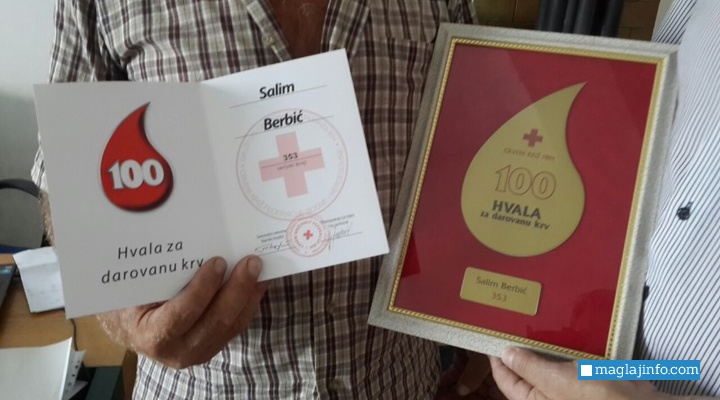 100
Hvala za
darovanu krv
Salim
Berbić
353
100
HVALA
za darovanu krv
Salim Berbić
353
maglajinfo.com